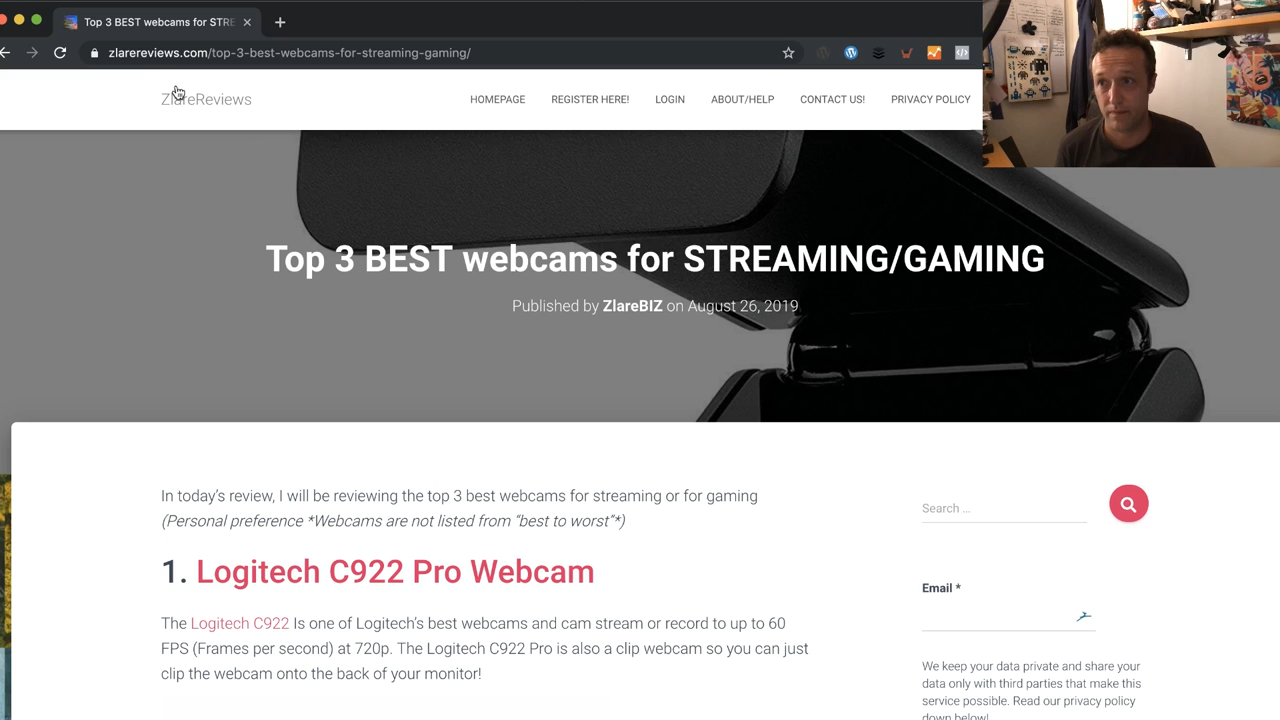 Top 3 BEST webcams for STRE
zlarereviews.com/top-3-best-webcams-for-streaming-gaming/
ZlareReviews
HOMEPAGE
REGISTER HERE!
LOGIN
ABOUT/HELP
CONTACT US!
PRIVACY POLICY
Top 3 BEST webcams for STREAMING/GAMING
Published by ZlareBIZ on August 26, 2019
In today's review, I will be reviewing the top 3 best webcams for streaming or for gaming
(Personal preference *Webcams are not listed from "best to worst"*)
1. Logitech C922 Pro Webcam
The Logitech C922 Is one of Logitech's best webcams and cam stream or record to up to 60
FPS (Frames per second) at 720p. The Logitech C922 Pro is also a clip webcam so you can just
clip the webcam onto the back of your monitor!
Search …
Email *
We keep your data private and share your
data only with third parties that make this
service possible. Read our privacy policy
down below!